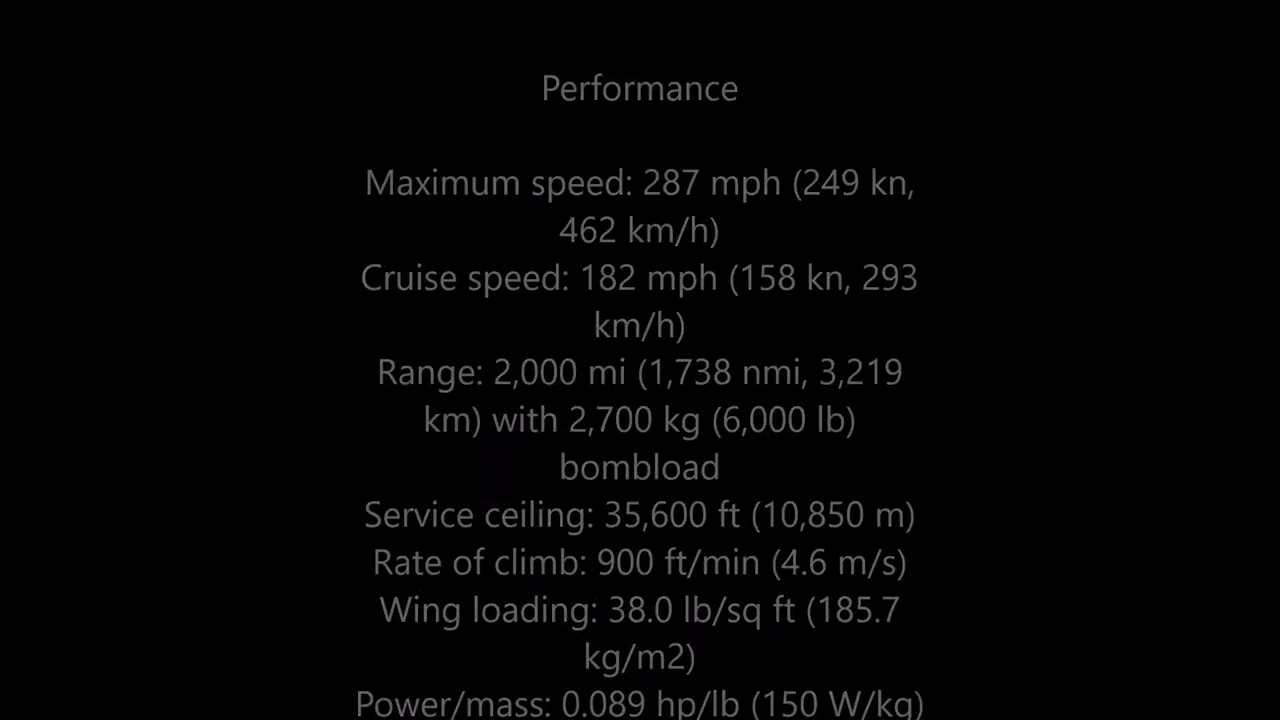 Performance
Maximum speed: 287 mph (249 kn,
462 km/h)
Cruise speed: 182 mph (158 kn, 293
km/h)
Range: 2,000 mi (1,738 nmi, 3,219
km) with 2,700 kg (6,000 lb)
bombload
Service ceiling: 35,600 ft (10,850 m)
Rate of climb: 900 ft/min (4.6 m/s)
Wing loading: 38.0 lb/sq ft (185.7
kg/m2)
Power/mass: 0.089 hp/lb (150 W/kg)